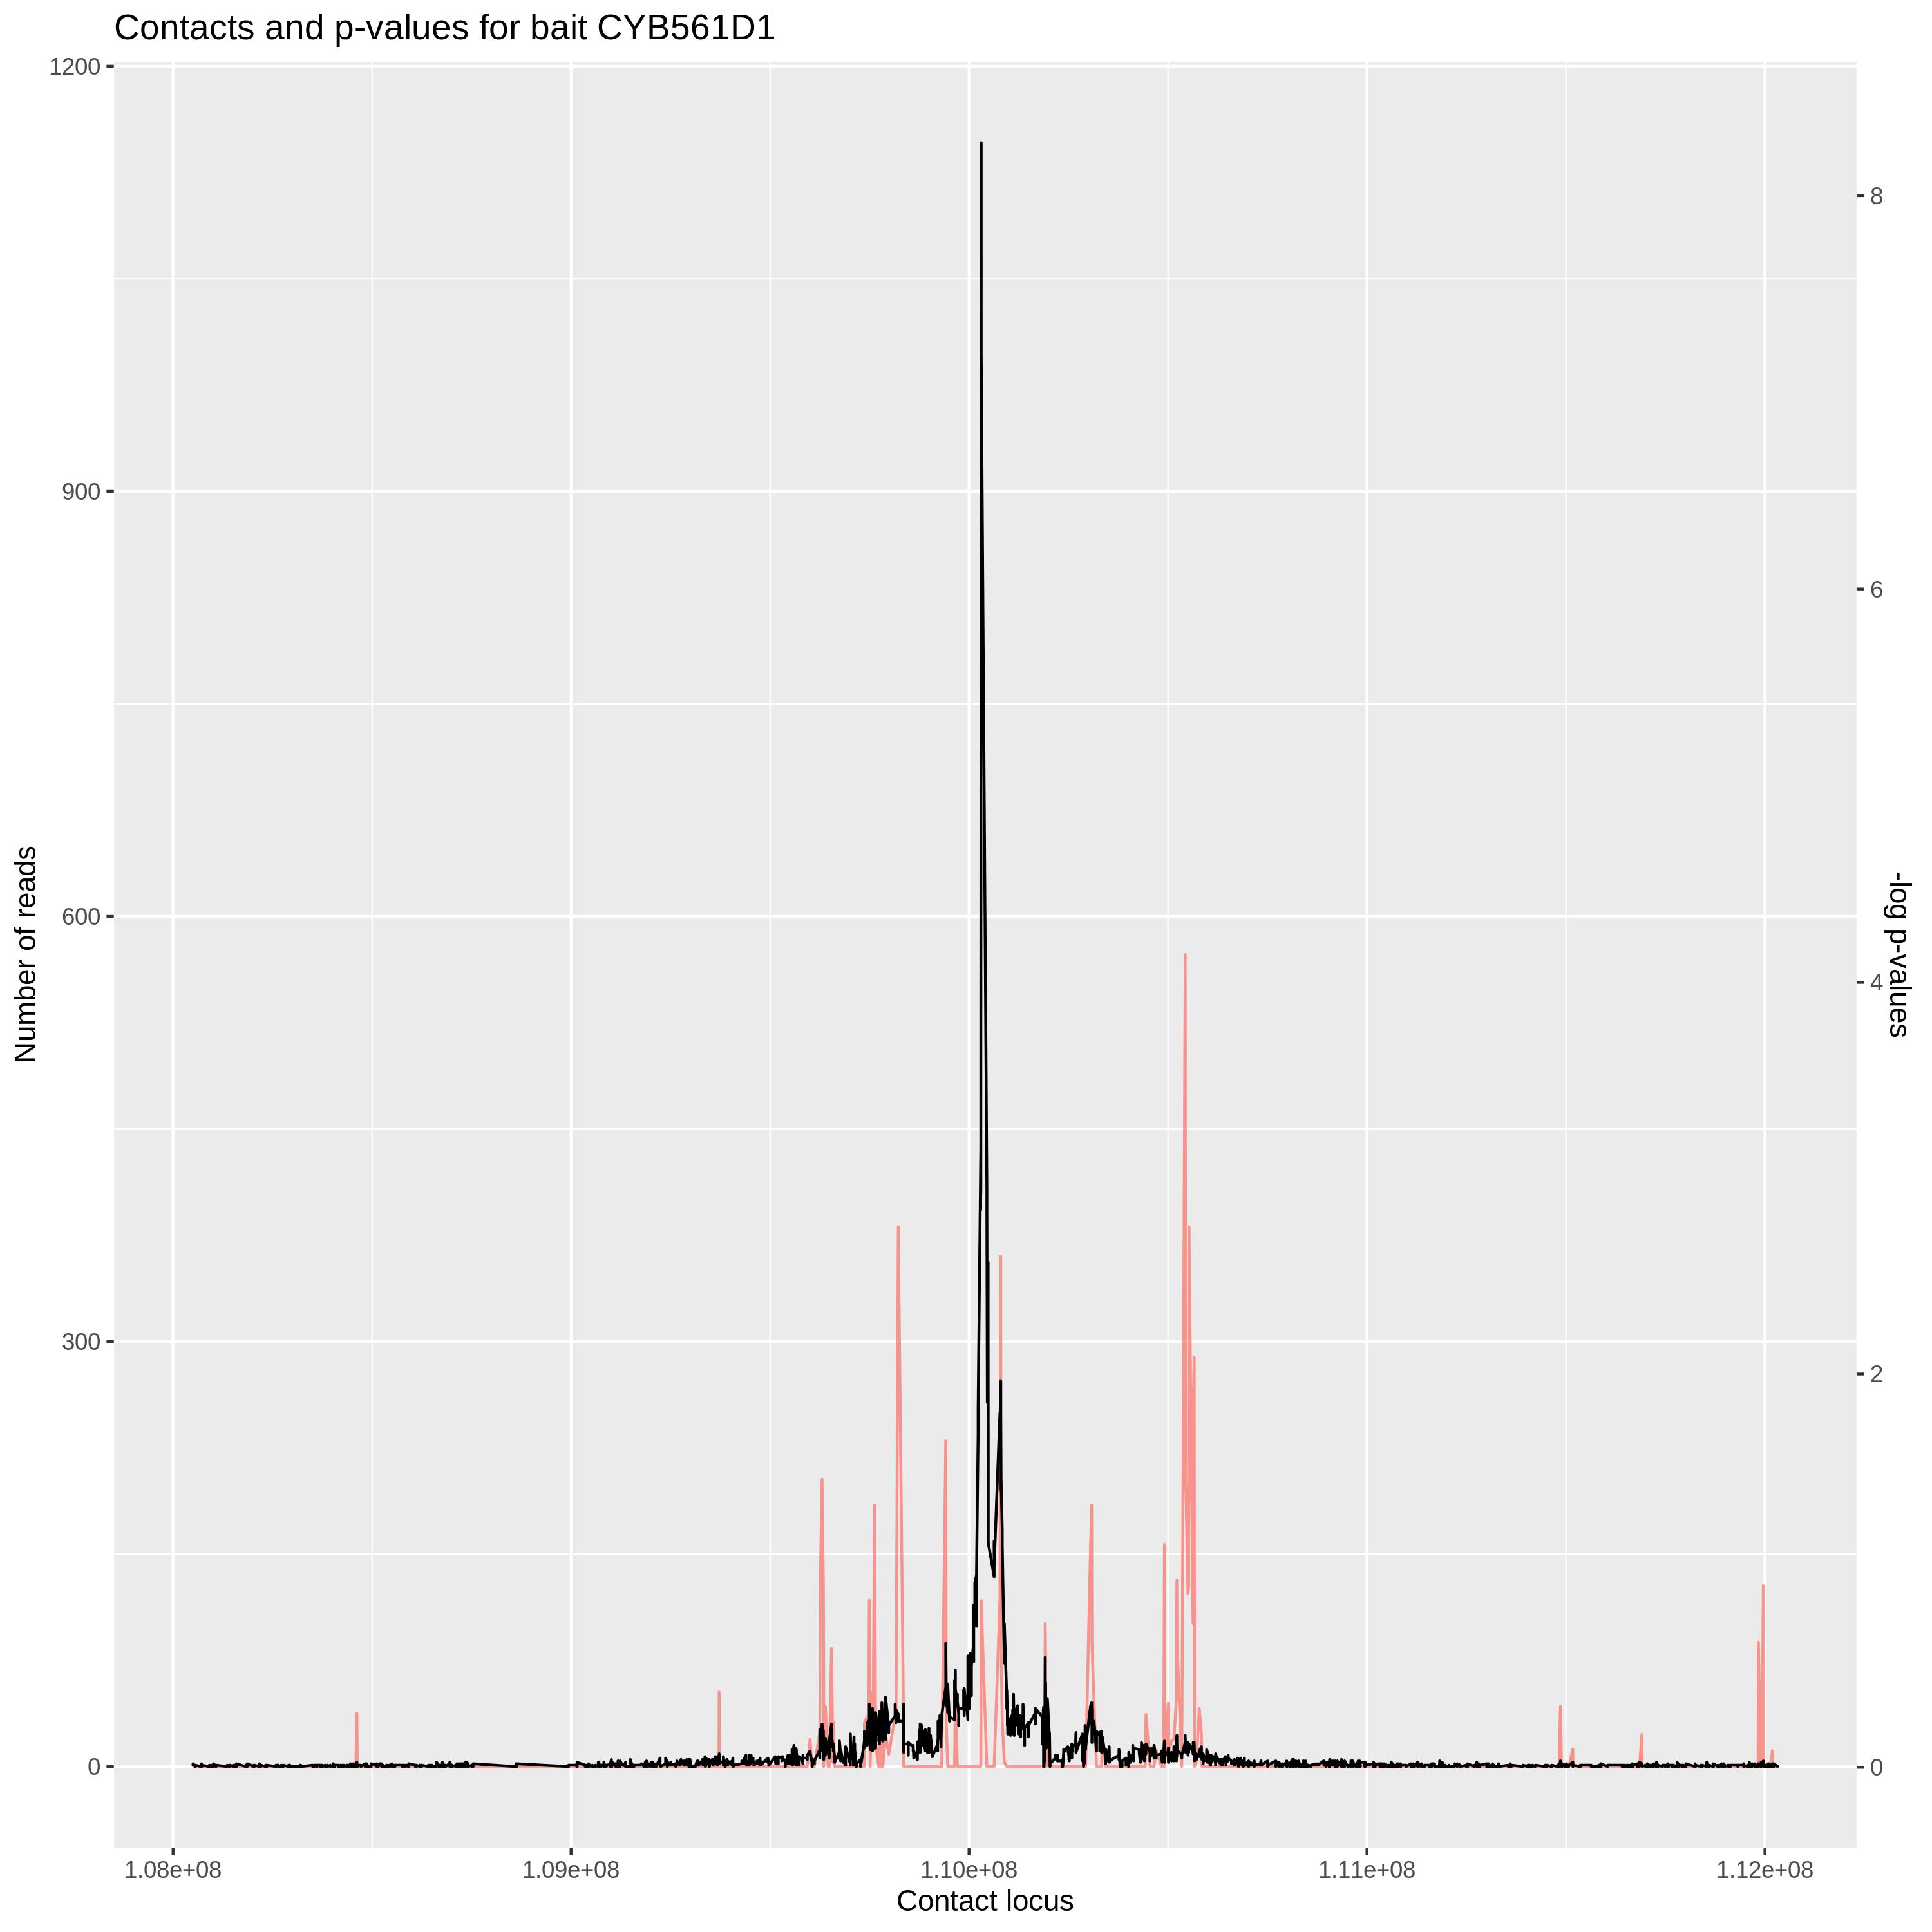 Contacts and p-values for bait CYB561D1
1200
900
600
300
0
Number of reads
8
6
4
2
0
-log p-values
1.08e+08
1.09e+08
1.10e+08
1.11e+08
1.12e+08
Contact locus